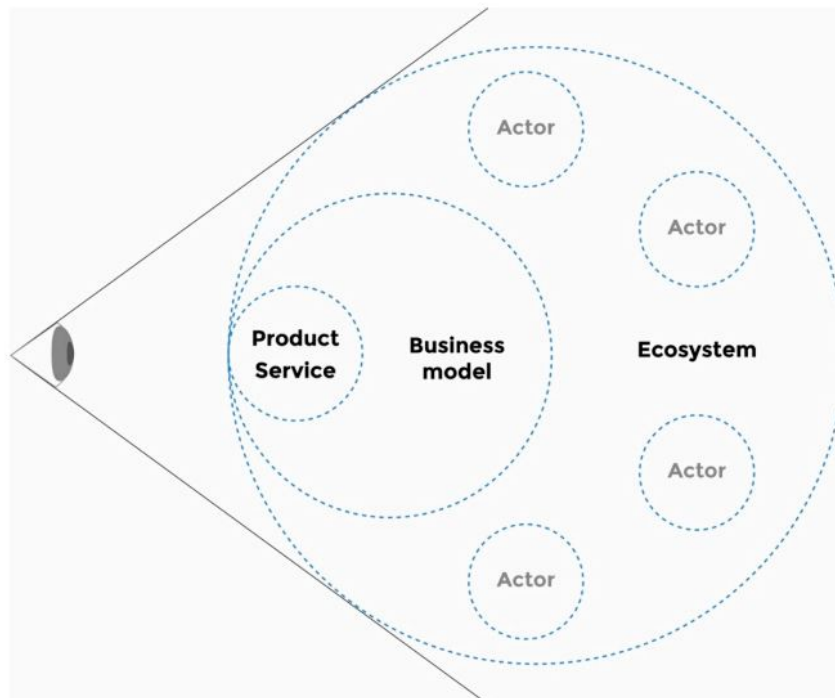 Actor
Actor
Product
Service
Business
model
Ecosystem
Actor
Actor